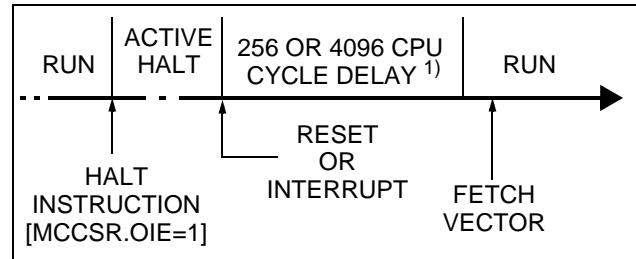 RUN
ACTIVE
HALT
256 OR 4096 CPU
CYCLE DELAY 1)
RUN
HALT
INSTRUCTION
[MCCSR.OIE=1]
RESET
OR
INTERRUPT
FETCH
VECTOR